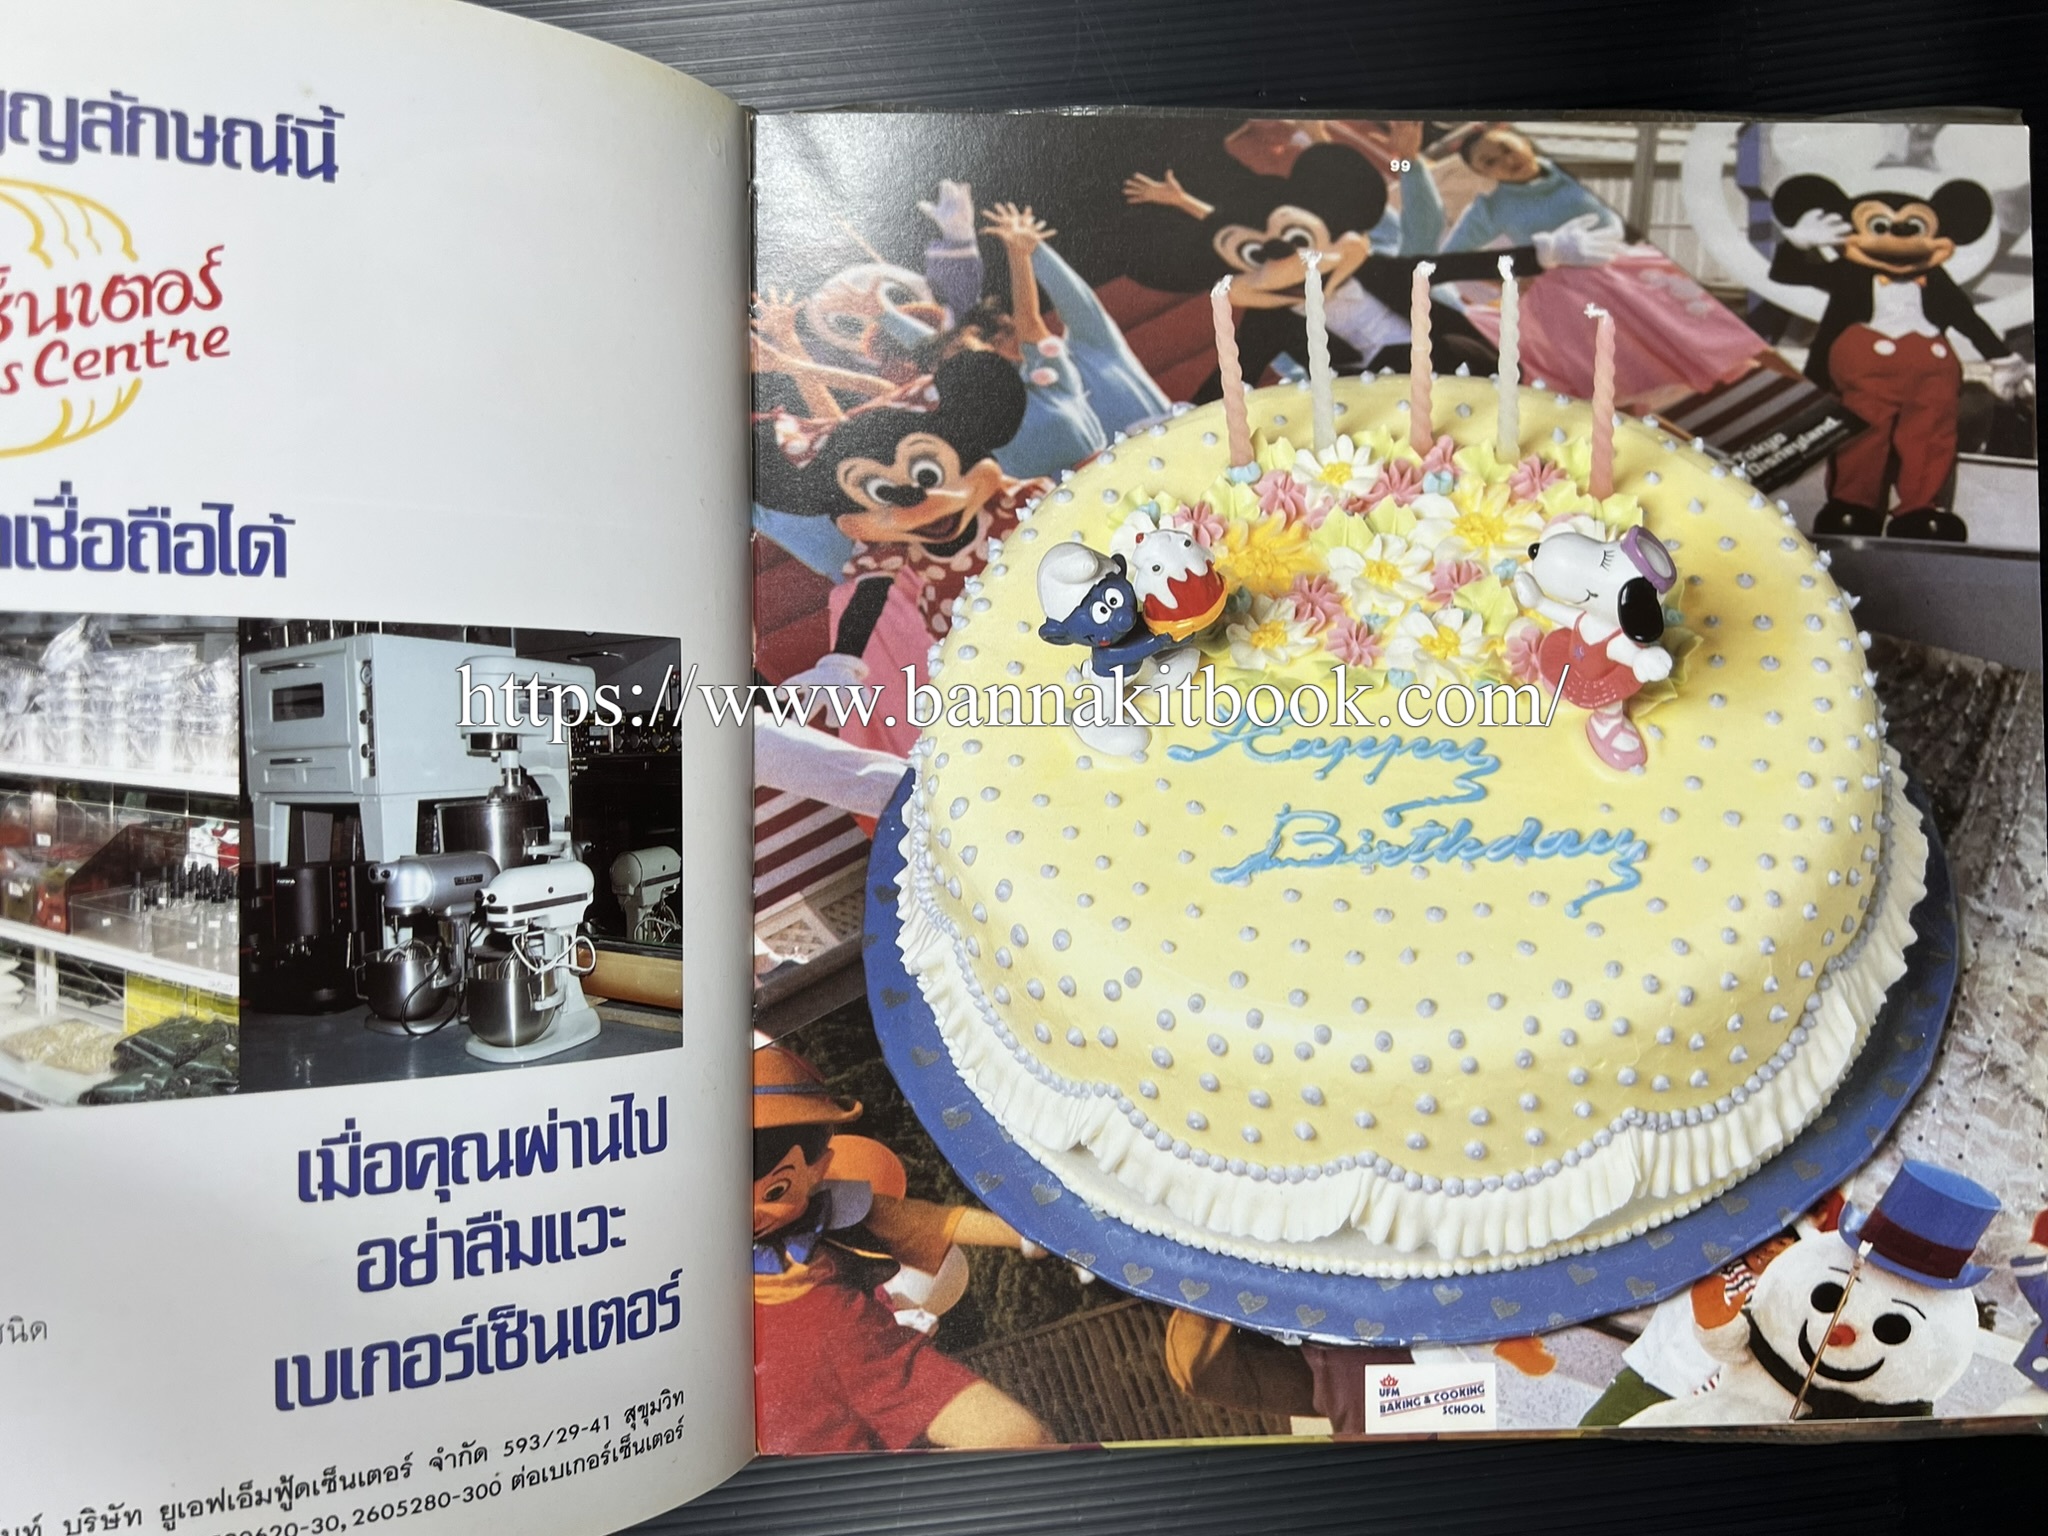 ญลักษณ์นี้
ซ็นเตอร์
s Centre
เชื่อถือได้
เมื่อคุณผ่านไป
อย่าลืมแวะ
เบเกอร์เซ็นเตอร์
ชนิด
บริษัท ยูเอฟเอ็มฟู้ดเซ็นเตอร์ จำกัด 593/29-41 สุขุมวิท
620-30, 2605280-300 ต่อเบเกอร์เซ็นเตอร์
99
Tokyo
Disneyland.
https://www.bannakitbook.com/
Happy
Birthday
UFM
BAKING & COOKING
SCHOOL